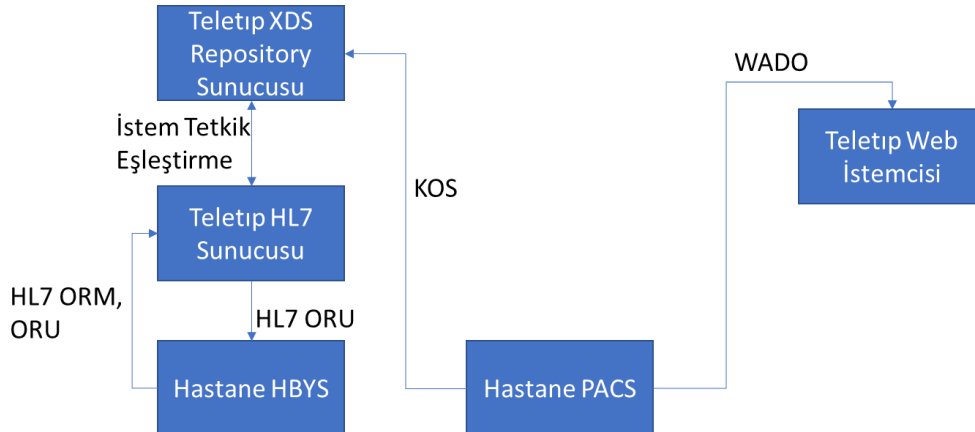 Teletıp XDS
Repository
Sunucusu
WADO
İstem Tetkik
Eşleştirme
Teletıp Web
İstemcisi
KOS
Teletıp HL7
Sunucusu
HL7 ORM,
ORU
HL7 ORU
Hastane HBYS
Hastane PACS